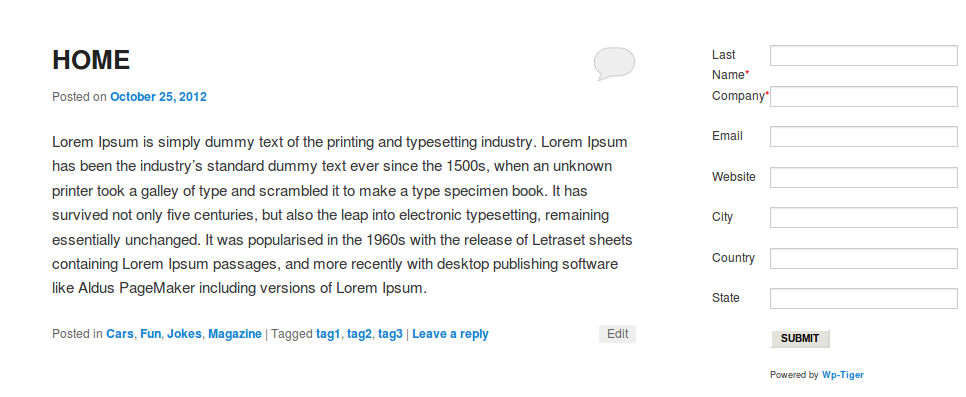 HOME
Posted on October 25, 2012
Lorem Ipsum is simply dummy text of the printing and typesetting industry. Lorem Ipsum
has been the industry’s standard dummy text ever since the 1500s, when an unknown
printer took a galley of type and scrambled it to make a type specimen book. It has
survived not only five centuries, but also the leap into electronic typesetting, remaining
essentially unchanged. It was popularised in the 1960s with the release of Letraset sheets
containing Lorem Ipsum passages, and more recently with desktop publishing software
like Aldus PageMaker including versions of Lorem Ipsum.
Posted in Cars, Fun, Jokes, Magazine | Tagged tag1, tag2, tag3 | Leave a reply
Edit
Last
Name*
Company*
Email
Website
City
Country
State
SUBMIT
Powered by Wp-Tiger